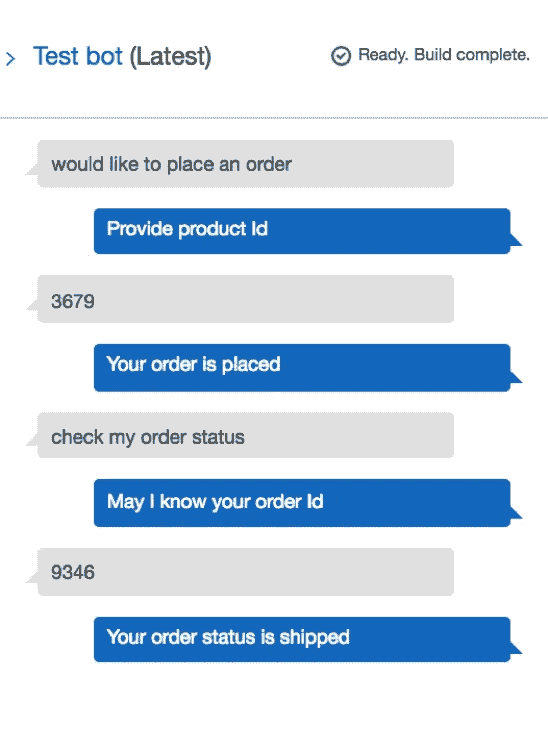 Test bot (Latest)
Ready. Build complete.
would like to place an order
Provide product Id
3679
Your order is placed
check my order status
May I know your order Id
9346
Your order status is shipped